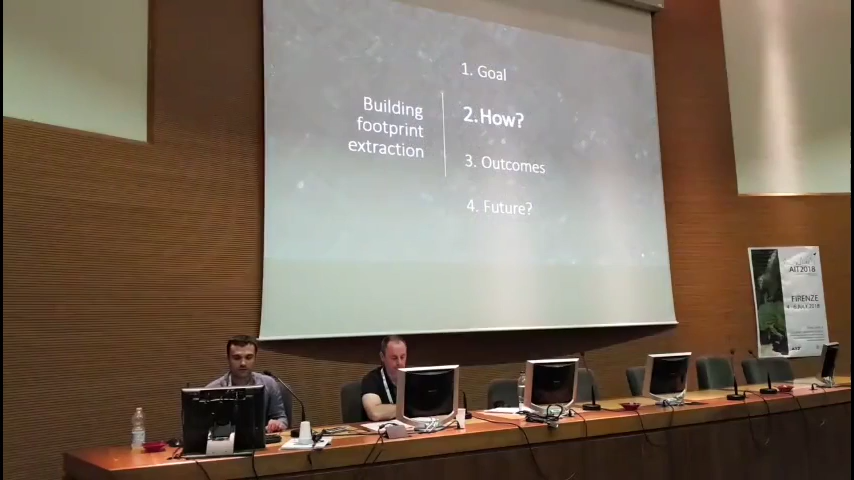 Building
footprint
extraction
1. Goal
2. How?
3. Outcomes
4. Future?
AIT2018
FIRENZE